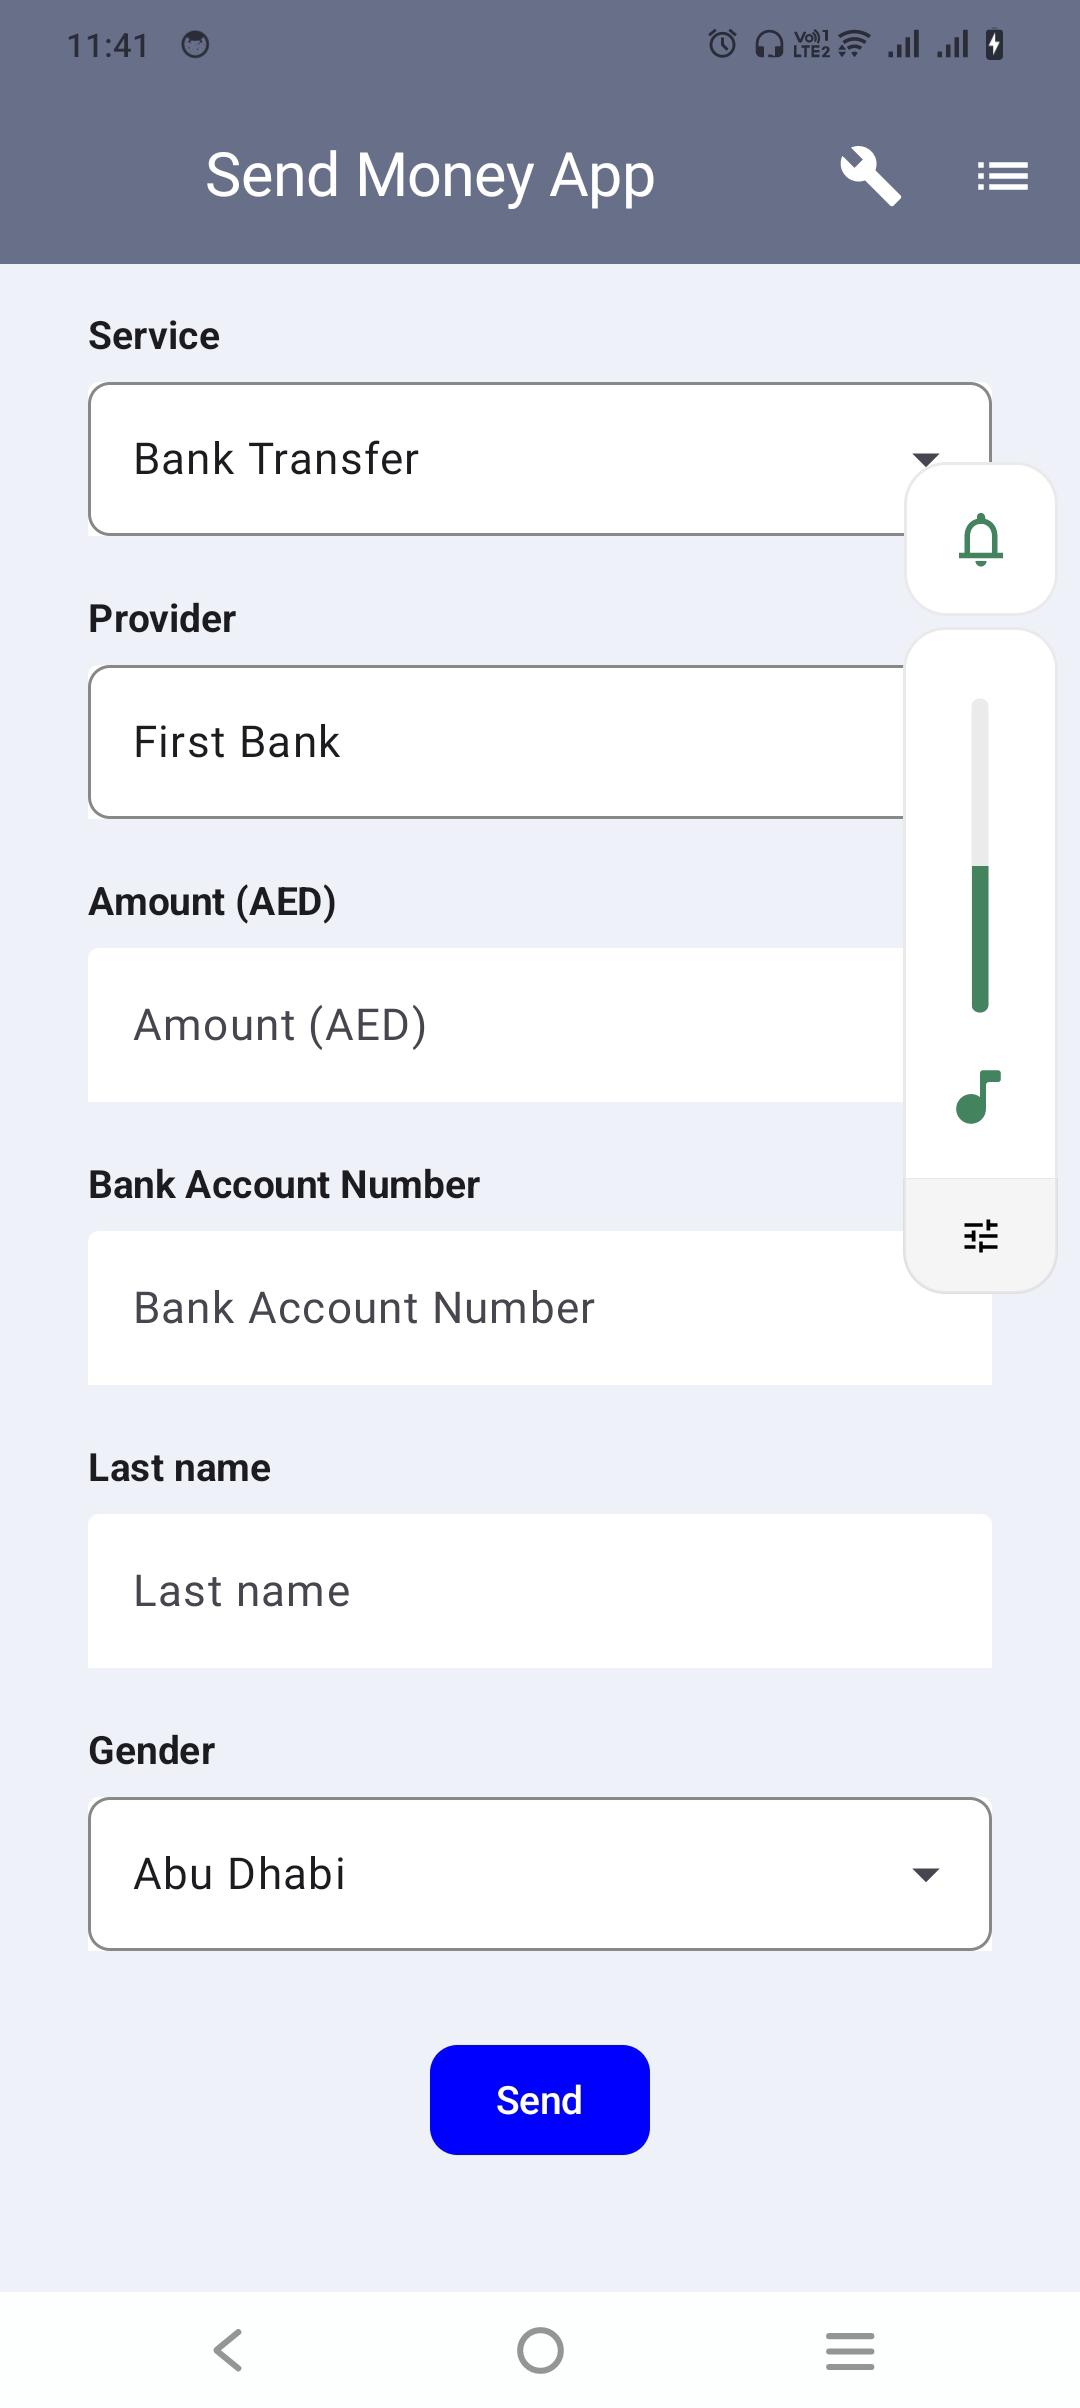 11:41
Vo)) 1
LTE2
Send Money App
Service
Bank Transfer
Provider
First Bank
Amount (AED)
Amount (AED)
Bank Account Number
Bank Account Number
Last name
Last name
Gender
Abu Dhabi
Send